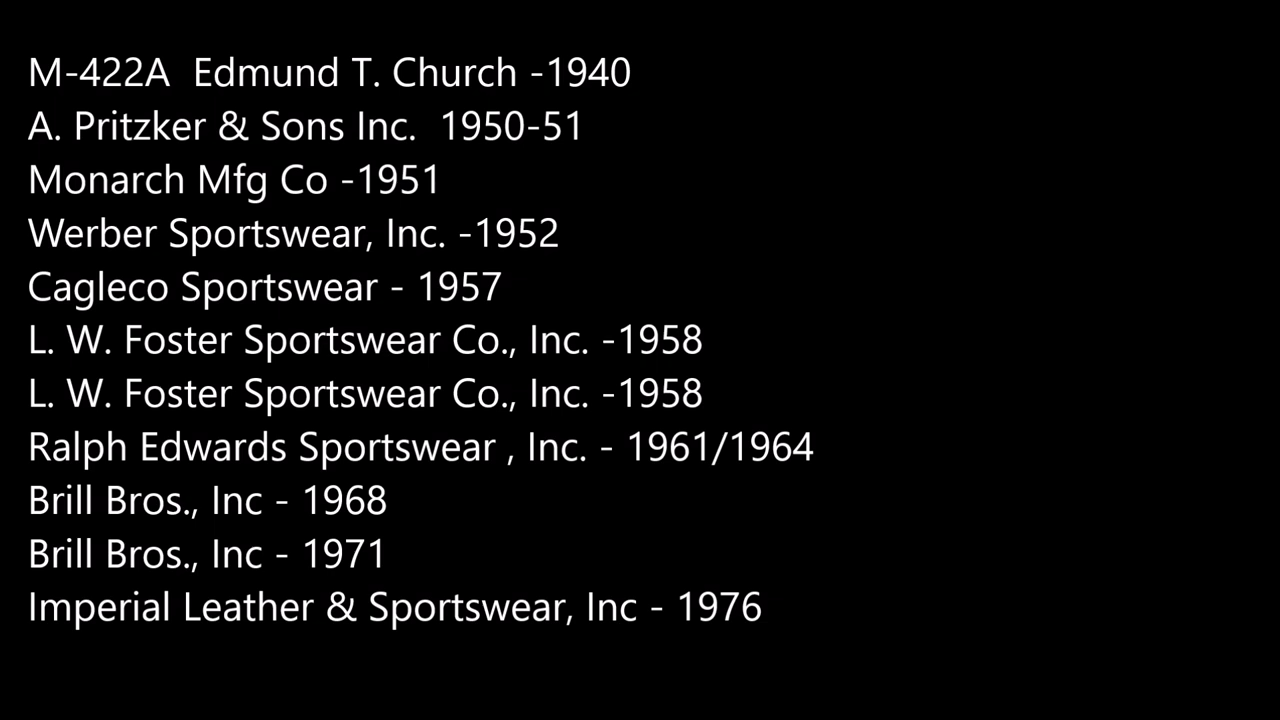 M-422A  Edmund T. Church -1940
A. Pritzker & Sons Inc.  1950-51
Monarch Mfg Co -1951
Werber Sportswear, Inc. -1952
Cagleco Sportswear - 1957
L. W. Foster Sportswear Co., Inc. -1958
L. W. Foster Sportswear Co., Inc. -1958
Ralph Edwards Sportswear , Inc. - 1961/1964
Brill Bros., Inc - 1968
Brill Bros., Inc - 1971
Imperial Leather & Sportswear, Inc - 1976